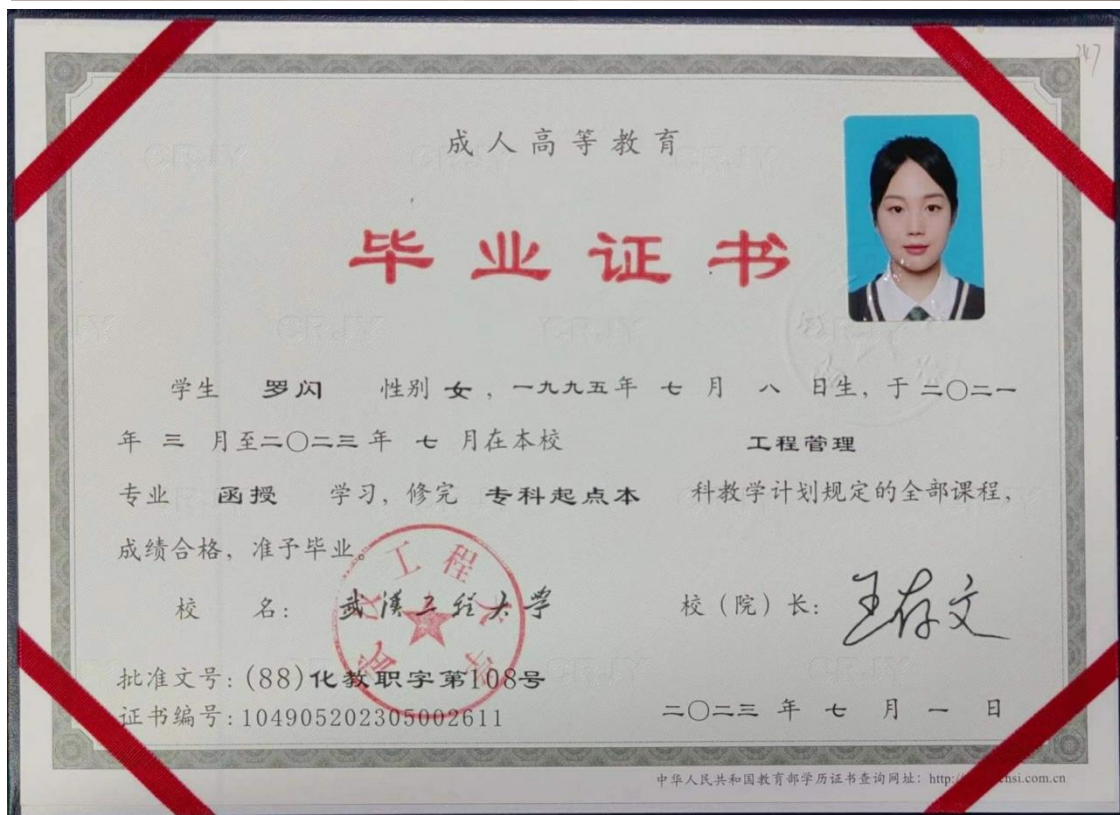 247
成人高等教育
毕业证书
学生 罗闪 性别 女，一九九五年 七 月 八 日生，于 二〇二一
年 三 月至二〇二三 年 七 月在本校 工程管理
专业 函授 学习，修完 专科起点本 科教学计划规定的全部课程，
成绩合格，准予毕业。
校 名：武汉工程大学 校（院）长：王存文
批准文号：(88)化教职字第108号
证书编号：104905202305002611
二〇二三 年 七 月 一 日
中华人民共和国教育部学历证书查询网址：http://
hsi.com.cn